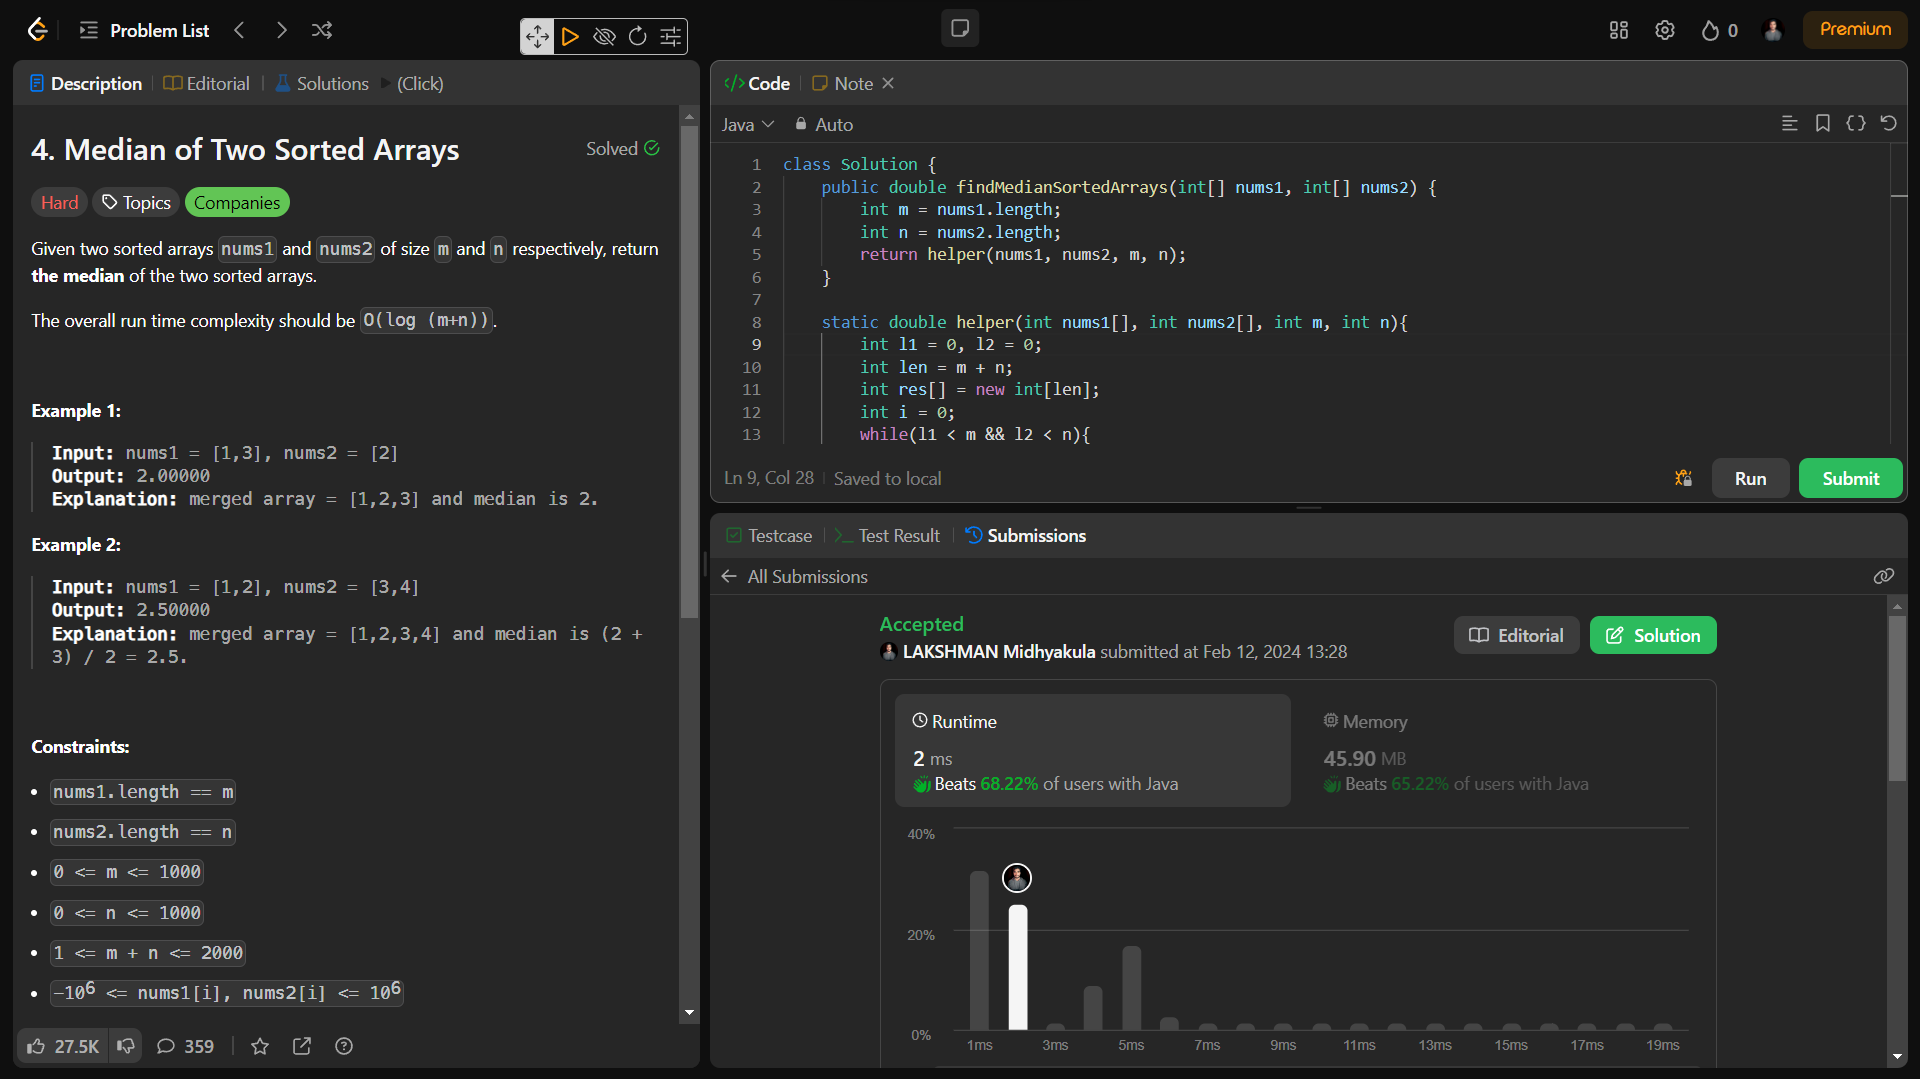 Problem List
0
Premium
Description
Editorial
Solutions
(Click)
4. Median of Two Sorted Arrays
Solved
Hard
Topics
Companies
Given two sorted arrays nums1 and nums2 of size m and n respectively, return
the median of the two sorted arrays.
The overall run time complexity should be O(log (m+n)).
Example 1:
Input: nums1 = [1,3], nums2 = [2]
Output: 2.00000
Explanation: merged array = [1,2,3] and median is 2.
Example 2:
Input: nums1 = [1,2], nums2 = [3,4]
Output: 2.50000
Explanation: merged array = [1,2,3,4] and median is (2 +
3) / 2 = 2.5.
Constraints:
• nums1.length == m
• nums2.length == n
• 0 <= m <= 1000
• 0 <= n <= 1000
• 1 <= m + n <= 2000
• -10⁶ <= nums1[i], nums2[i] <= 10⁶
27.5K
359
</> Code
Note
Java
Auto
1 class Solution {
2 public double findMedianSortedArrays(int[] nums1, int[] nums2) {
3 int m = nums1.length;
4 int n = nums2.length;
5 return helper(nums1, nums2, m, n);
6 }
7
8 static double helper(int nums1[], int nums2[], int m, int n){
9 int l1 = 0, l2 = 0;
10 int len = m + n;
11 int res[] = new int[len];
12 int i = 0;
13 while(l1 < m && l2 < n){
Ln 9, Col 28
Saved to local
Run
Submit
Testcase
Test Result
Submissions
All Submissions
Accepted
LAKSHMAN Midhyakula submitted at Feb 12, 2024 13:28
Editorial
Solution
Runtime
2 ms
Beats 68.22% of users with Java
Memory
45.90 MB
Beats 65.22% of users with Java
40%
20%
0%
1ms 3ms 5ms 7ms 9ms 11ms 13ms 15ms 17ms 19ms